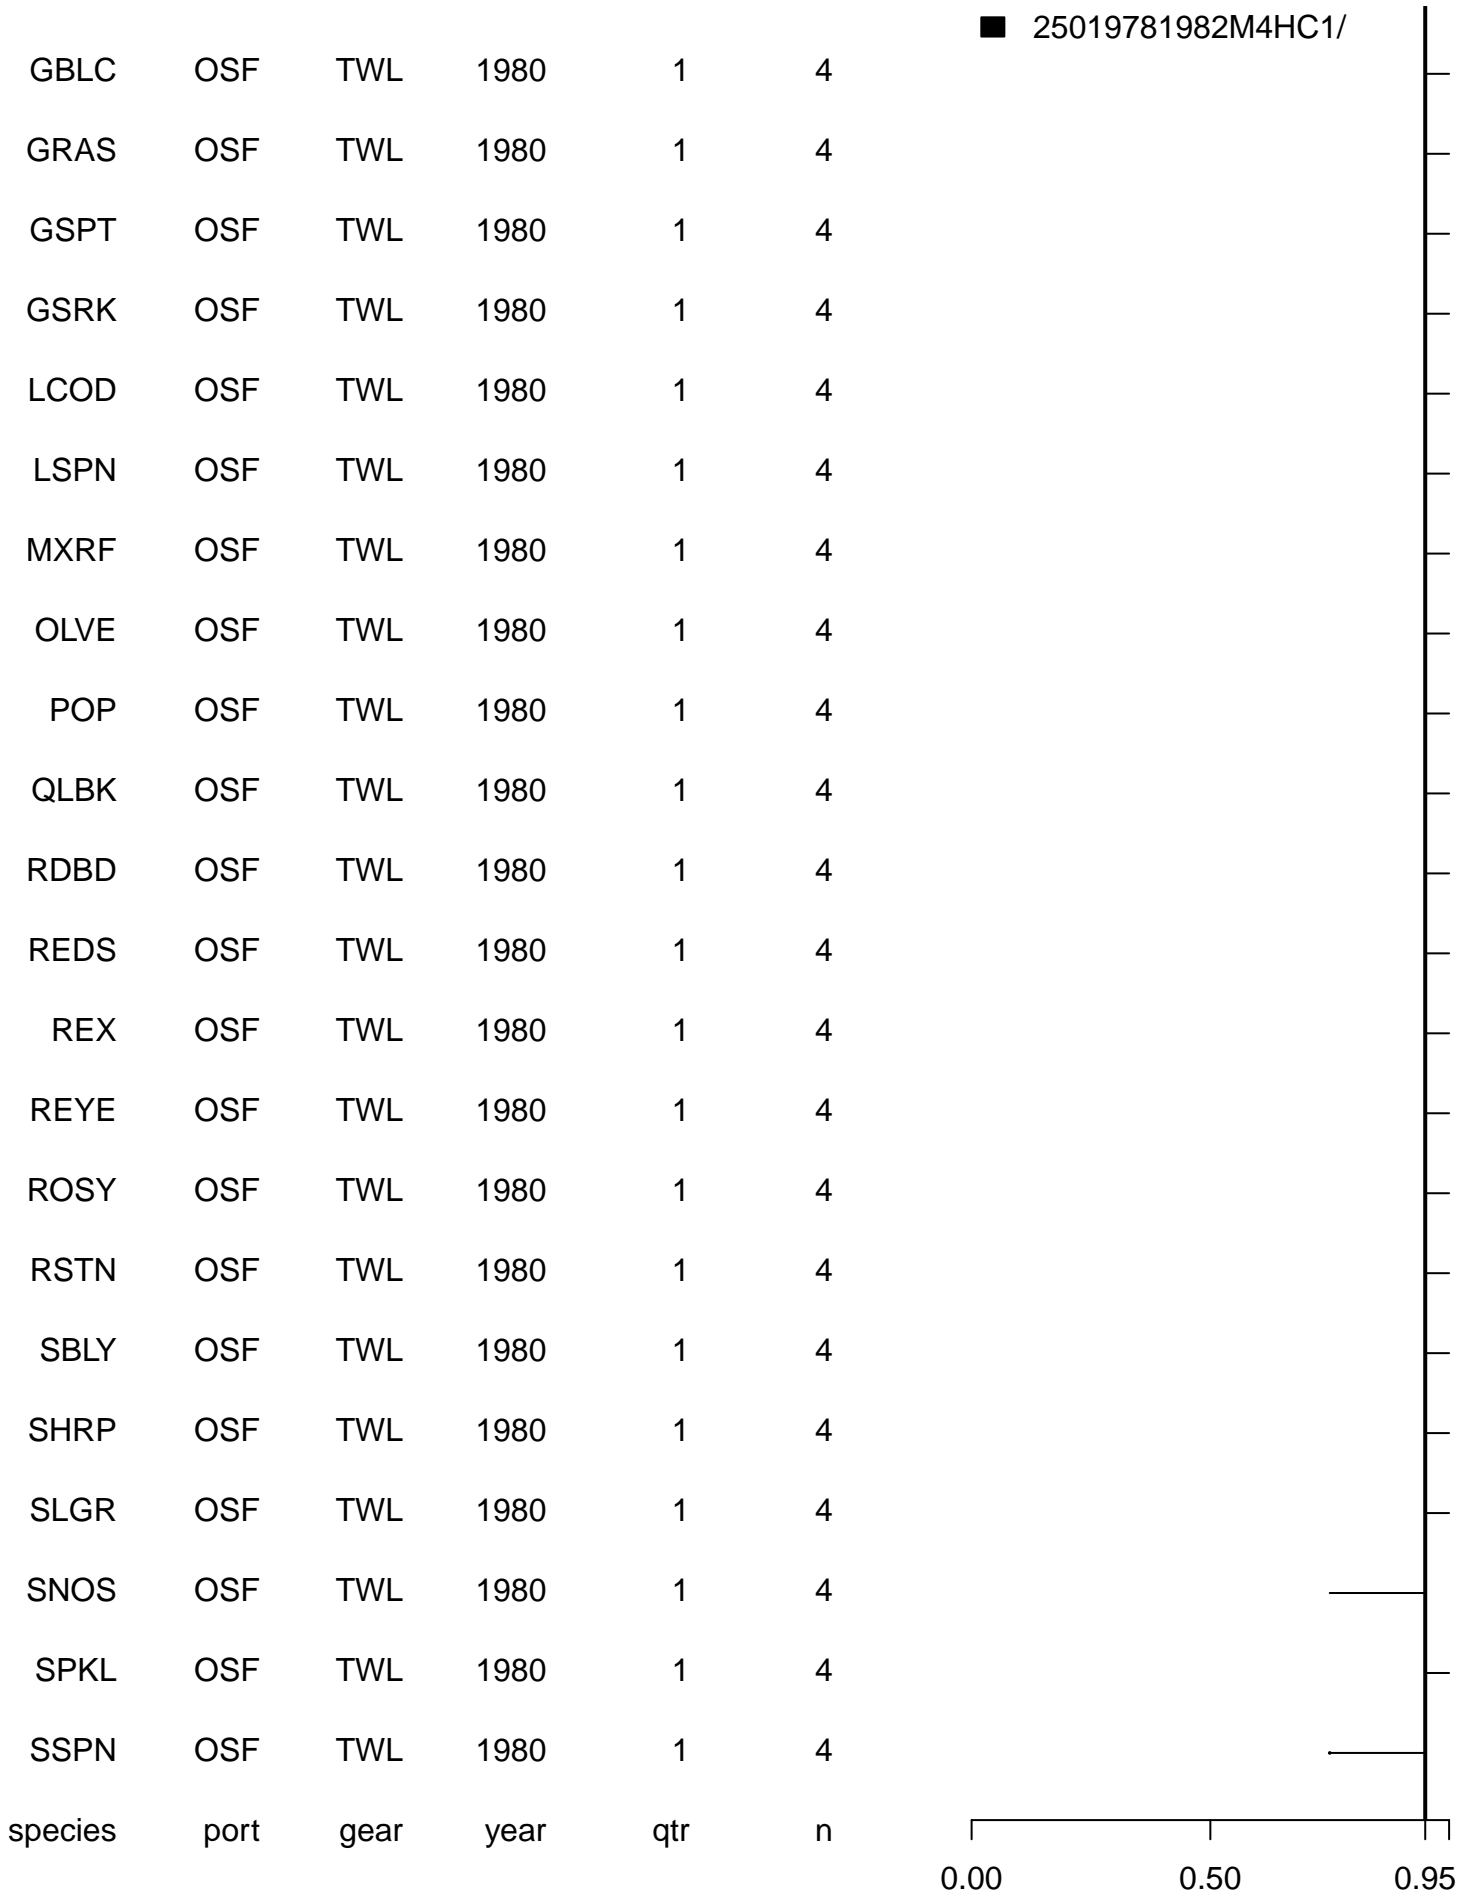 25019781982M4HC1/
GBLC OSF TWL 1980 1 4
GRAS OSF TWL 1980 1 4
GSPT OSF TWL 1980 1 4
GSRK OSF TWL 1980 1 4
LCOD OSF TWL 1980 1 4
LSPN OSF TWL 1980 1 4
MXRF OSF TWL 1980 1 4
OLVE OSF TWL 1980 1 4
POP OSF TWL 1980 1 4
QLBK OSF TWL 1980 1 4
RDBD OSF TWL 1980 1 4
REDS OSF TWL 1980 1 4
REX OSF TWL 1980 1 4
REYE OSF TWL 1980 1 4
ROSY OSF TWL 1980 1 4
RSTN OSF TWL 1980 1 4
SBLY OSF TWL 1980 1 4
SHRP OSF TWL 1980 1 4
SLGR OSF TWL 1980 1 4
SNOS OSF TWL 1980 1 4
SPKL OSF TWL 1980 1 4
SSPN OSF TWL 1980 1 4
species port gear year qtr n
0.00 0.50 0.95